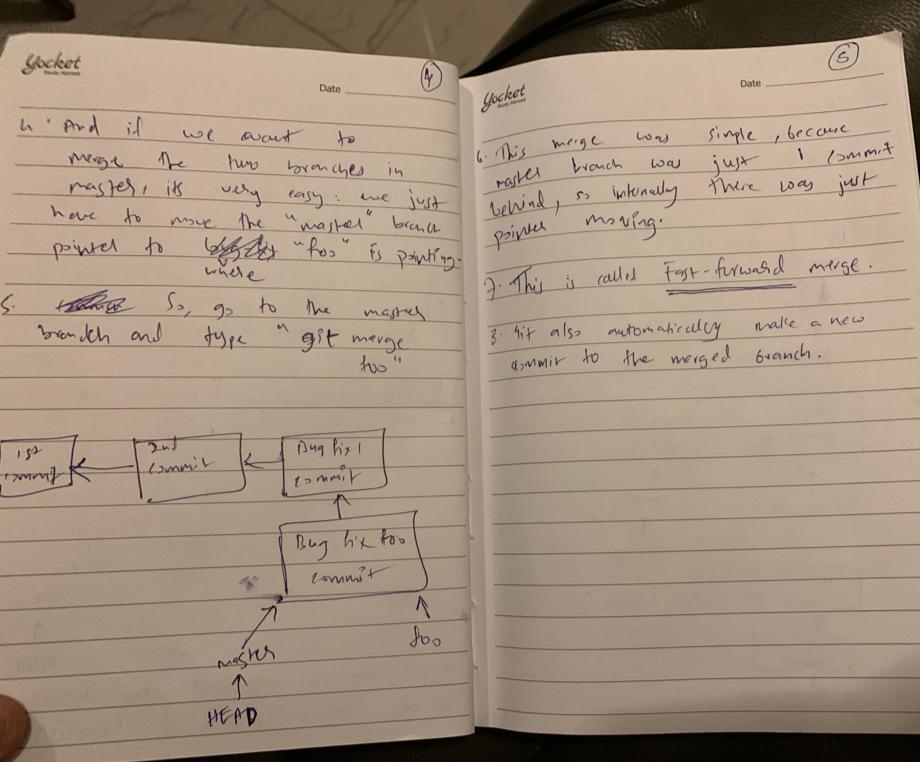 Yocket
Study Abroad
Date
4
4. And if we want to
merge the two branches in
master, its very easy: we just
have to move the "master" branch
pointer to "foo" is pointing.
where
5. So, go to the master
branch and type "git merge
foo"
1st
commit
2nd
commit
Bug fix 1
commit
Bug fix foo
commit
master
foo
HEAD
Yocket
Study Abroad
Date
5
6. This merge was simple, because
master branch was just 1 commit
behind, so internally there was just
pointer moving.
7. This is called Fast-forward merge.
8. Git also automatically make a new
commit to the merged branch.